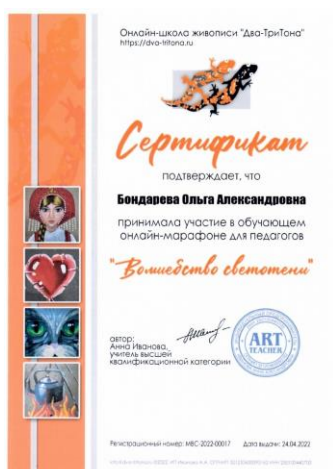 Онлайн-школа живописи "Два-ТриТона"
https://dva-tritona.ru
Сертификат
подтверждает, что
Бондарева Ольга Александровна
принимала участие в обучающем
онлайн-марафоне для педагогов
"Волшебство светотени"
автор:
Анна Иванова,
учитель высшей
квалификационной категории
ART
TEACHER
Регистрационный номер: МВС-2022-00017 Дата выдачи: 24.04.2022